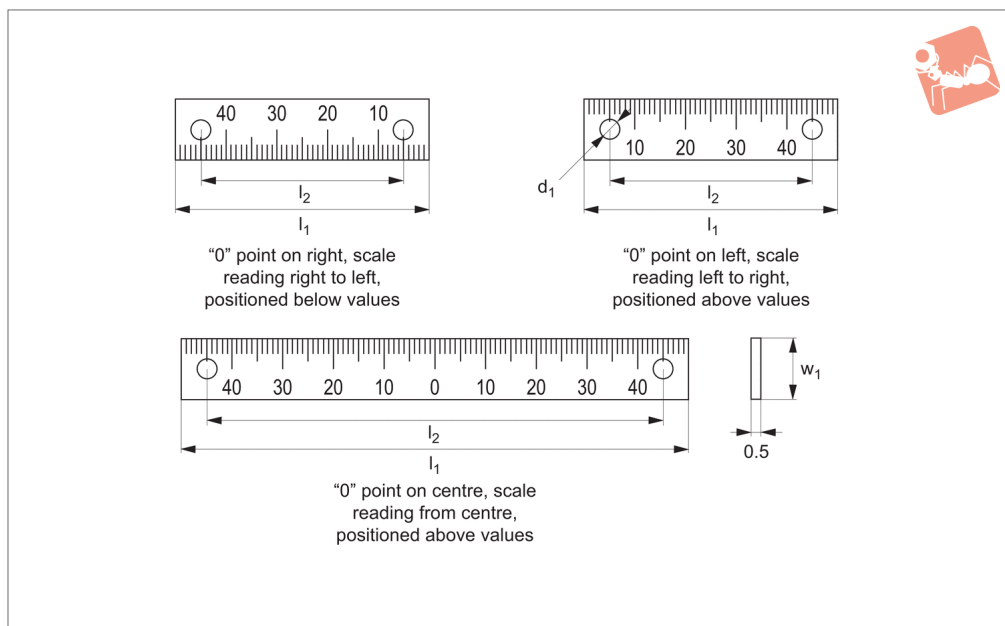 40 30 20 10
l2
l1
“0” point on right, scale
reading right to left,
positioned below values
d1
10 20 30 40
l2
l1
“0” point on left, scale
reading left to right,
positioned above values
40 30 20 10 0 10 20 30 40
l2
l1
“0” point on centre, scale
reading from centre,
positioned above values
w1
0.5